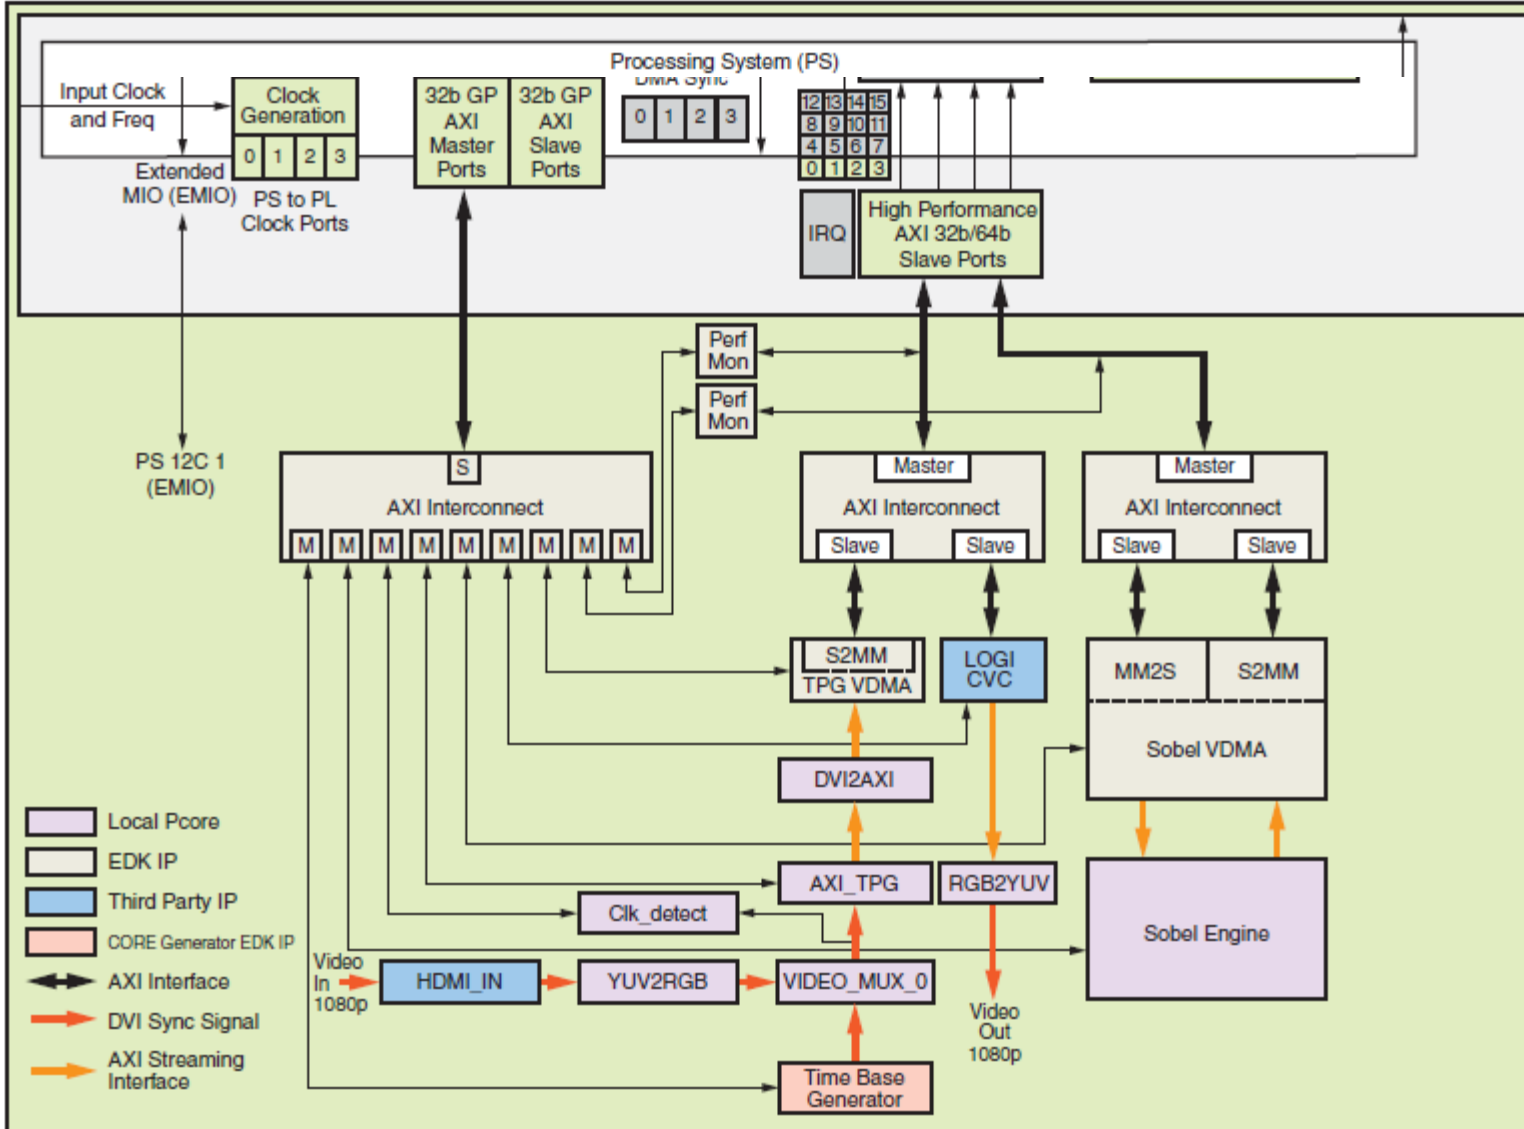 Processing System (PS)
Input Clock
and Freq
Clock
Generation
0 1 2 3
PS to PL
Clock Ports
Extended
MIO (EMIO)
32b GP
AXI
Master
Ports
32b GP
AXI
Slave
Ports
DMA Sync
0 1 2 3
12 13 14 15
8 9 10 11
4 5 6 7
0 1 2 3
IRQ
High Performance
AXI 32b/64b
Slave Ports
Perf
Mon
Perf
Mon
PS 12C 1
(EMIO)
S
AXI Interconnect
M M M M M M M M M
Master
AXI Interconnect
Slave Slave
Master
AXI Interconnect
Slave Slave
S2MM
TPG VDMA
LOGI
CVC
MM2S S2MM
Sobel VDMA
DVI2AXI
AXI_TPG
RGB2YUV
Clk_detect
Sobel Engine
Video
In
1080p
HDMI_IN
YUV2RGB
VIDEO_MUX_0
Video
Out
1080p
Time Base
Generator
Local Pcore
EDK IP
Third Party IP
CORE Generator EDK IP
AXI Interface
DVI Sync Signal
AXI Streaming
Interface